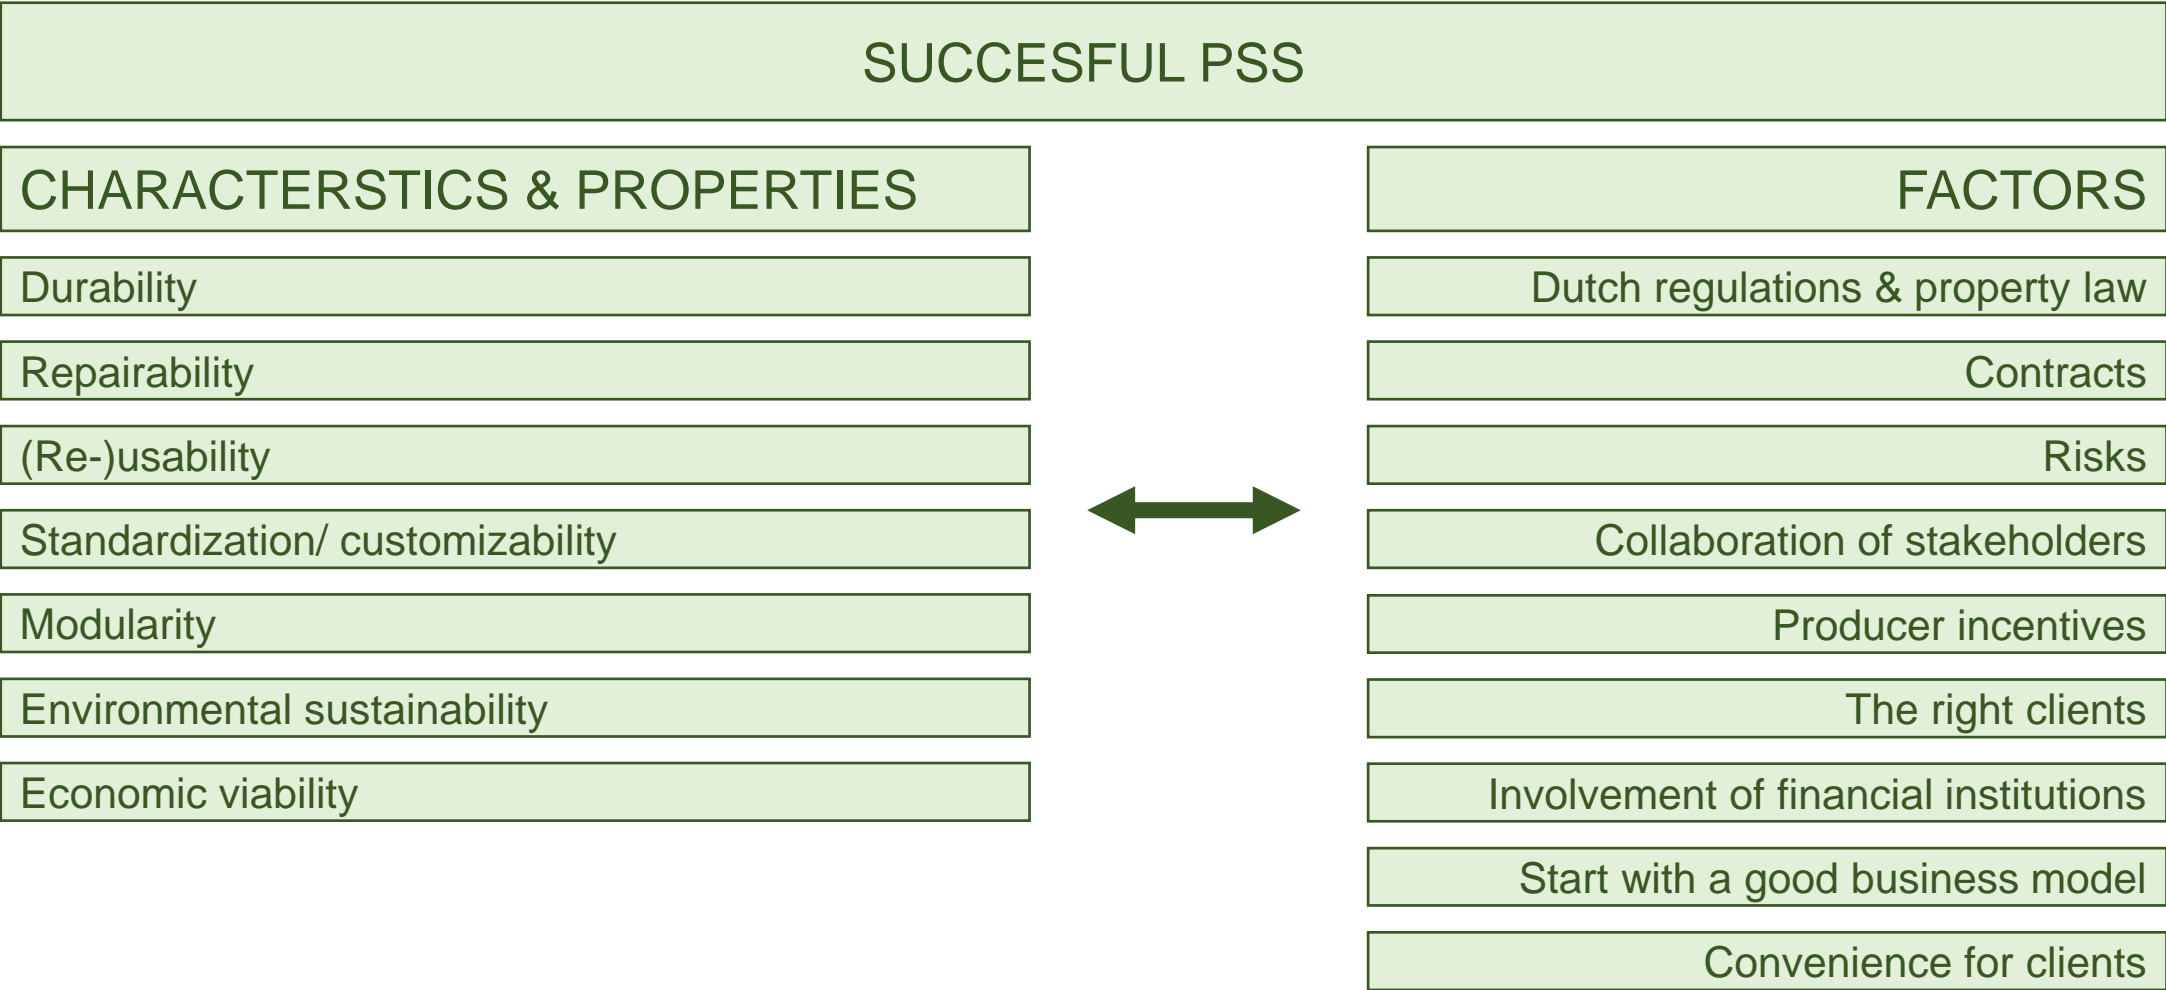 SUCCESFUL PSS
CHARACTERSTICS & PROPERTIES
Durability
Repairability
(Re-)usability
Standardization/ customizability
Modularity
Environmental sustainability
Economic viability
FACTORS
Dutch regulations & property law
Contracts
Risks
Collaboration of stakeholders
Producer incentives
The right clients
Involvement of financial institutions
Start with a good business model
Convenience for clients